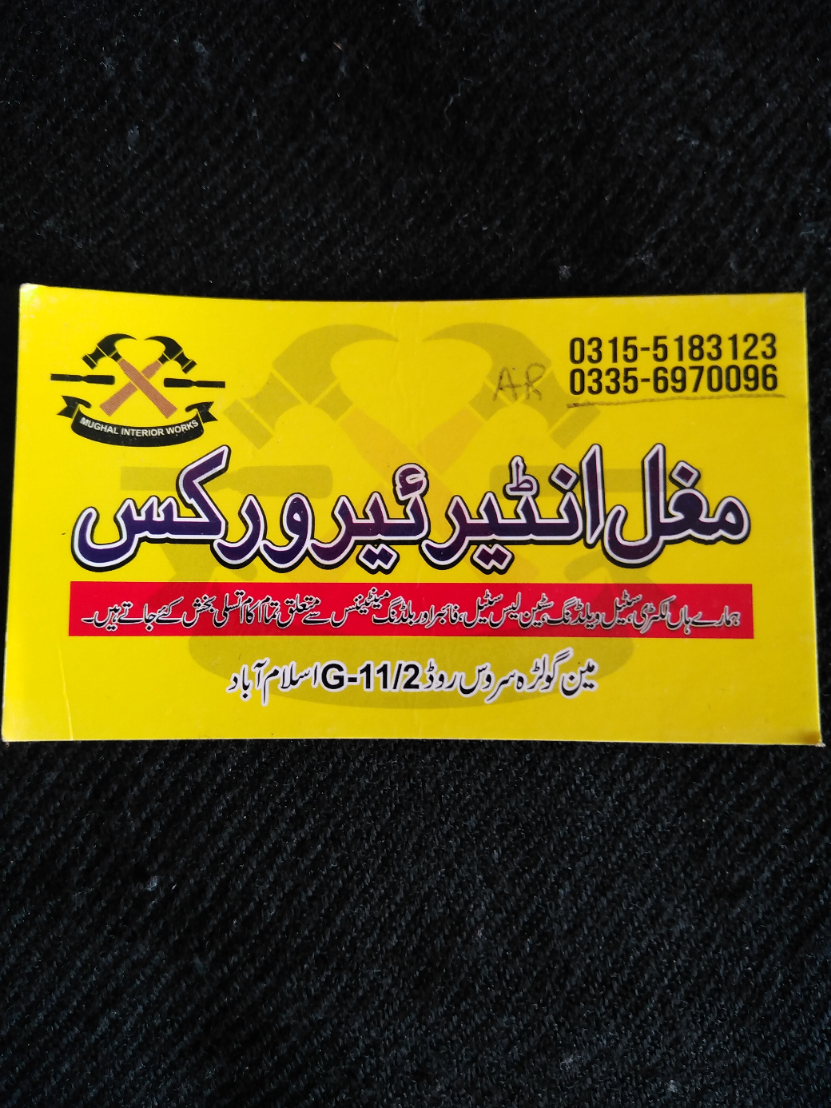 MUGHAL INTERIOR WORKS
0315-5183123
AR 0335-6970096
مغل انٹیرئیر ورکس
ہمارے ہاں لکڑی، سٹیل ویلڈنگ، سٹین لیس سٹیل، فائبر اور بلڈنگ مینٹیننس سے متعلق تمام کام تسلی بخش کئے جاتے ہیں۔
مین گولڑہ سروس روڈ G-11/2 اسلام آباد